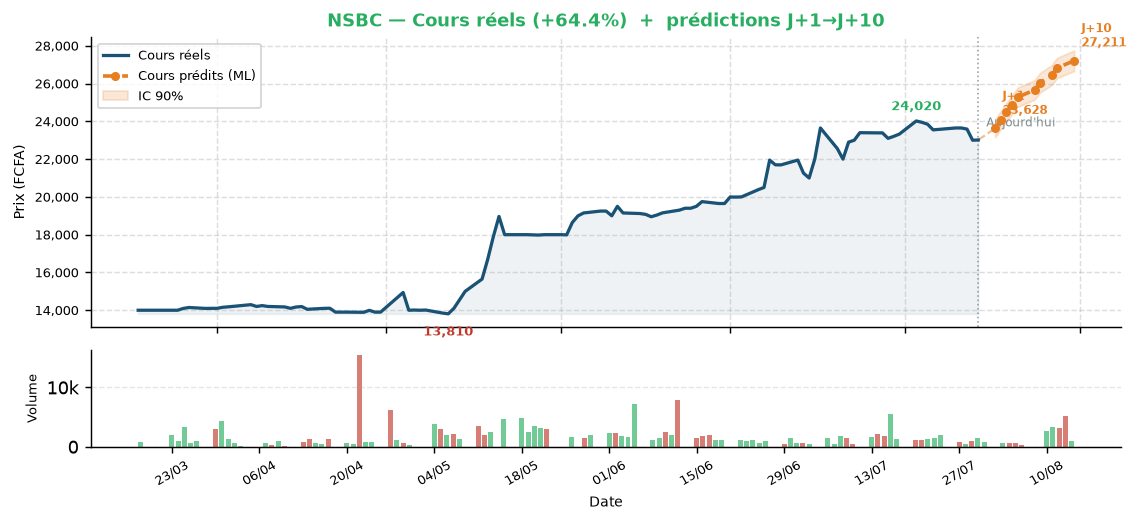 NSBC — Cours réels (+64.4%)  +  prédictions J+1→J+10
J+10
27,211
28,000
26,000
24,000
22,000
20,000
18,000
16,000
14,000
Prix (FCFA)
Cours réels
Cours prédits (ML)
IC 90%
24,020
J+1
23,628
Aujourd'hui
13,810
10k
0
Volume
23/03
06/04
20/04
04/05
18/05
01/06
15/06
29/06
13/07
27/07
10/08
Date